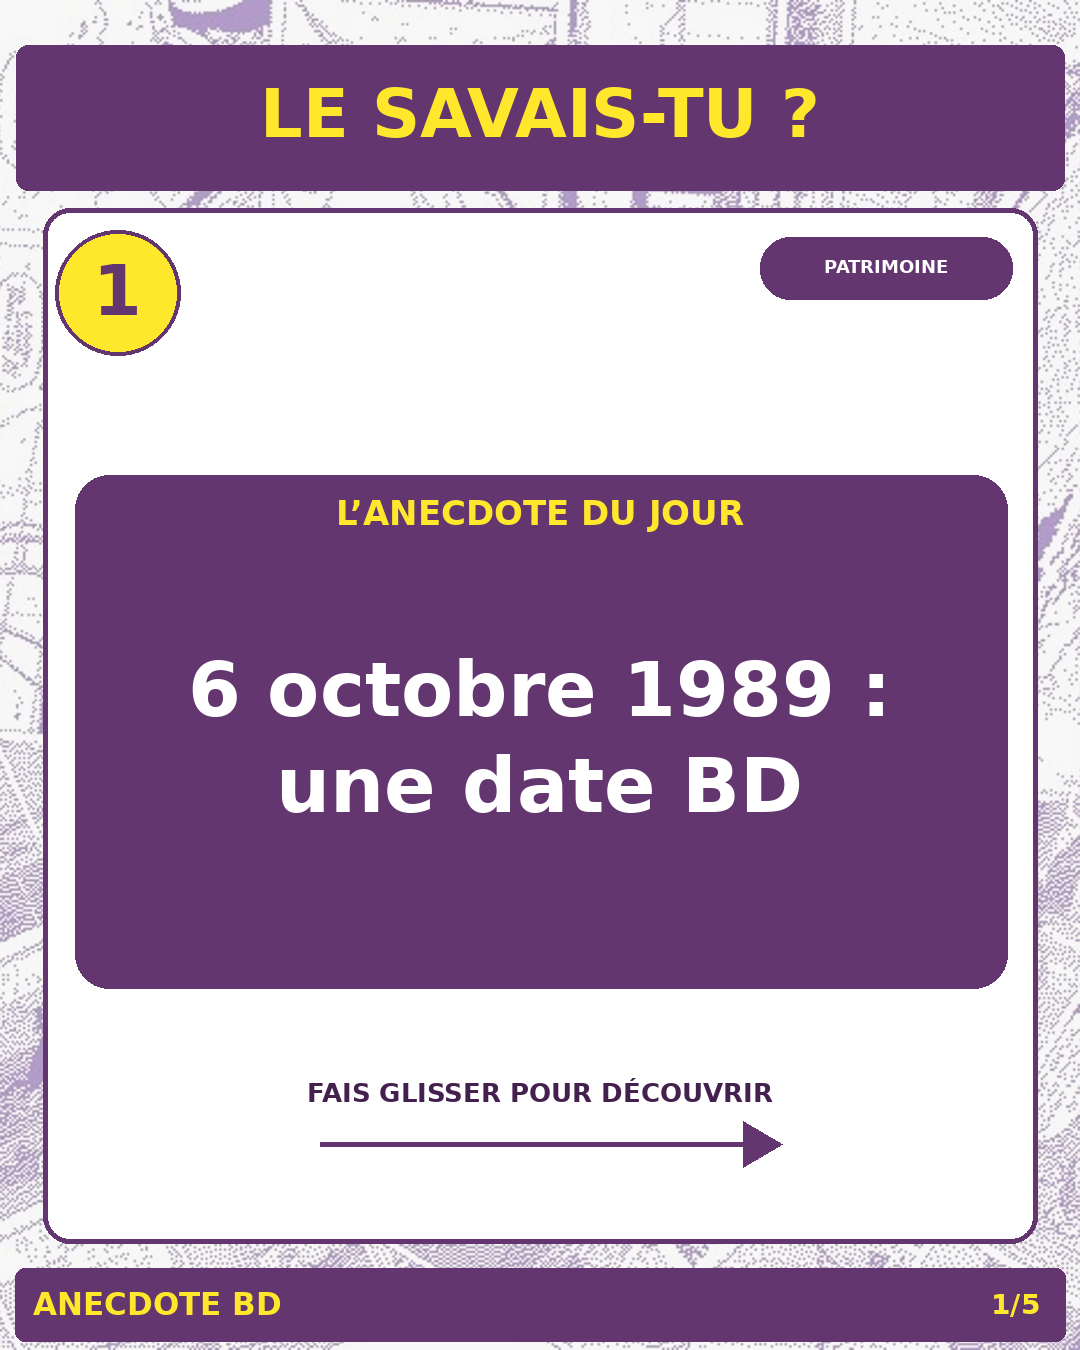 LE SAVAIS-TU ?
1
PATRIMOINE
L’ANECDOTE DU JOUR
6 octobre 1989 :
une date BD
FAIS GLISSER POUR DÉCOUVRIR
ANECDOTE BD
1/5